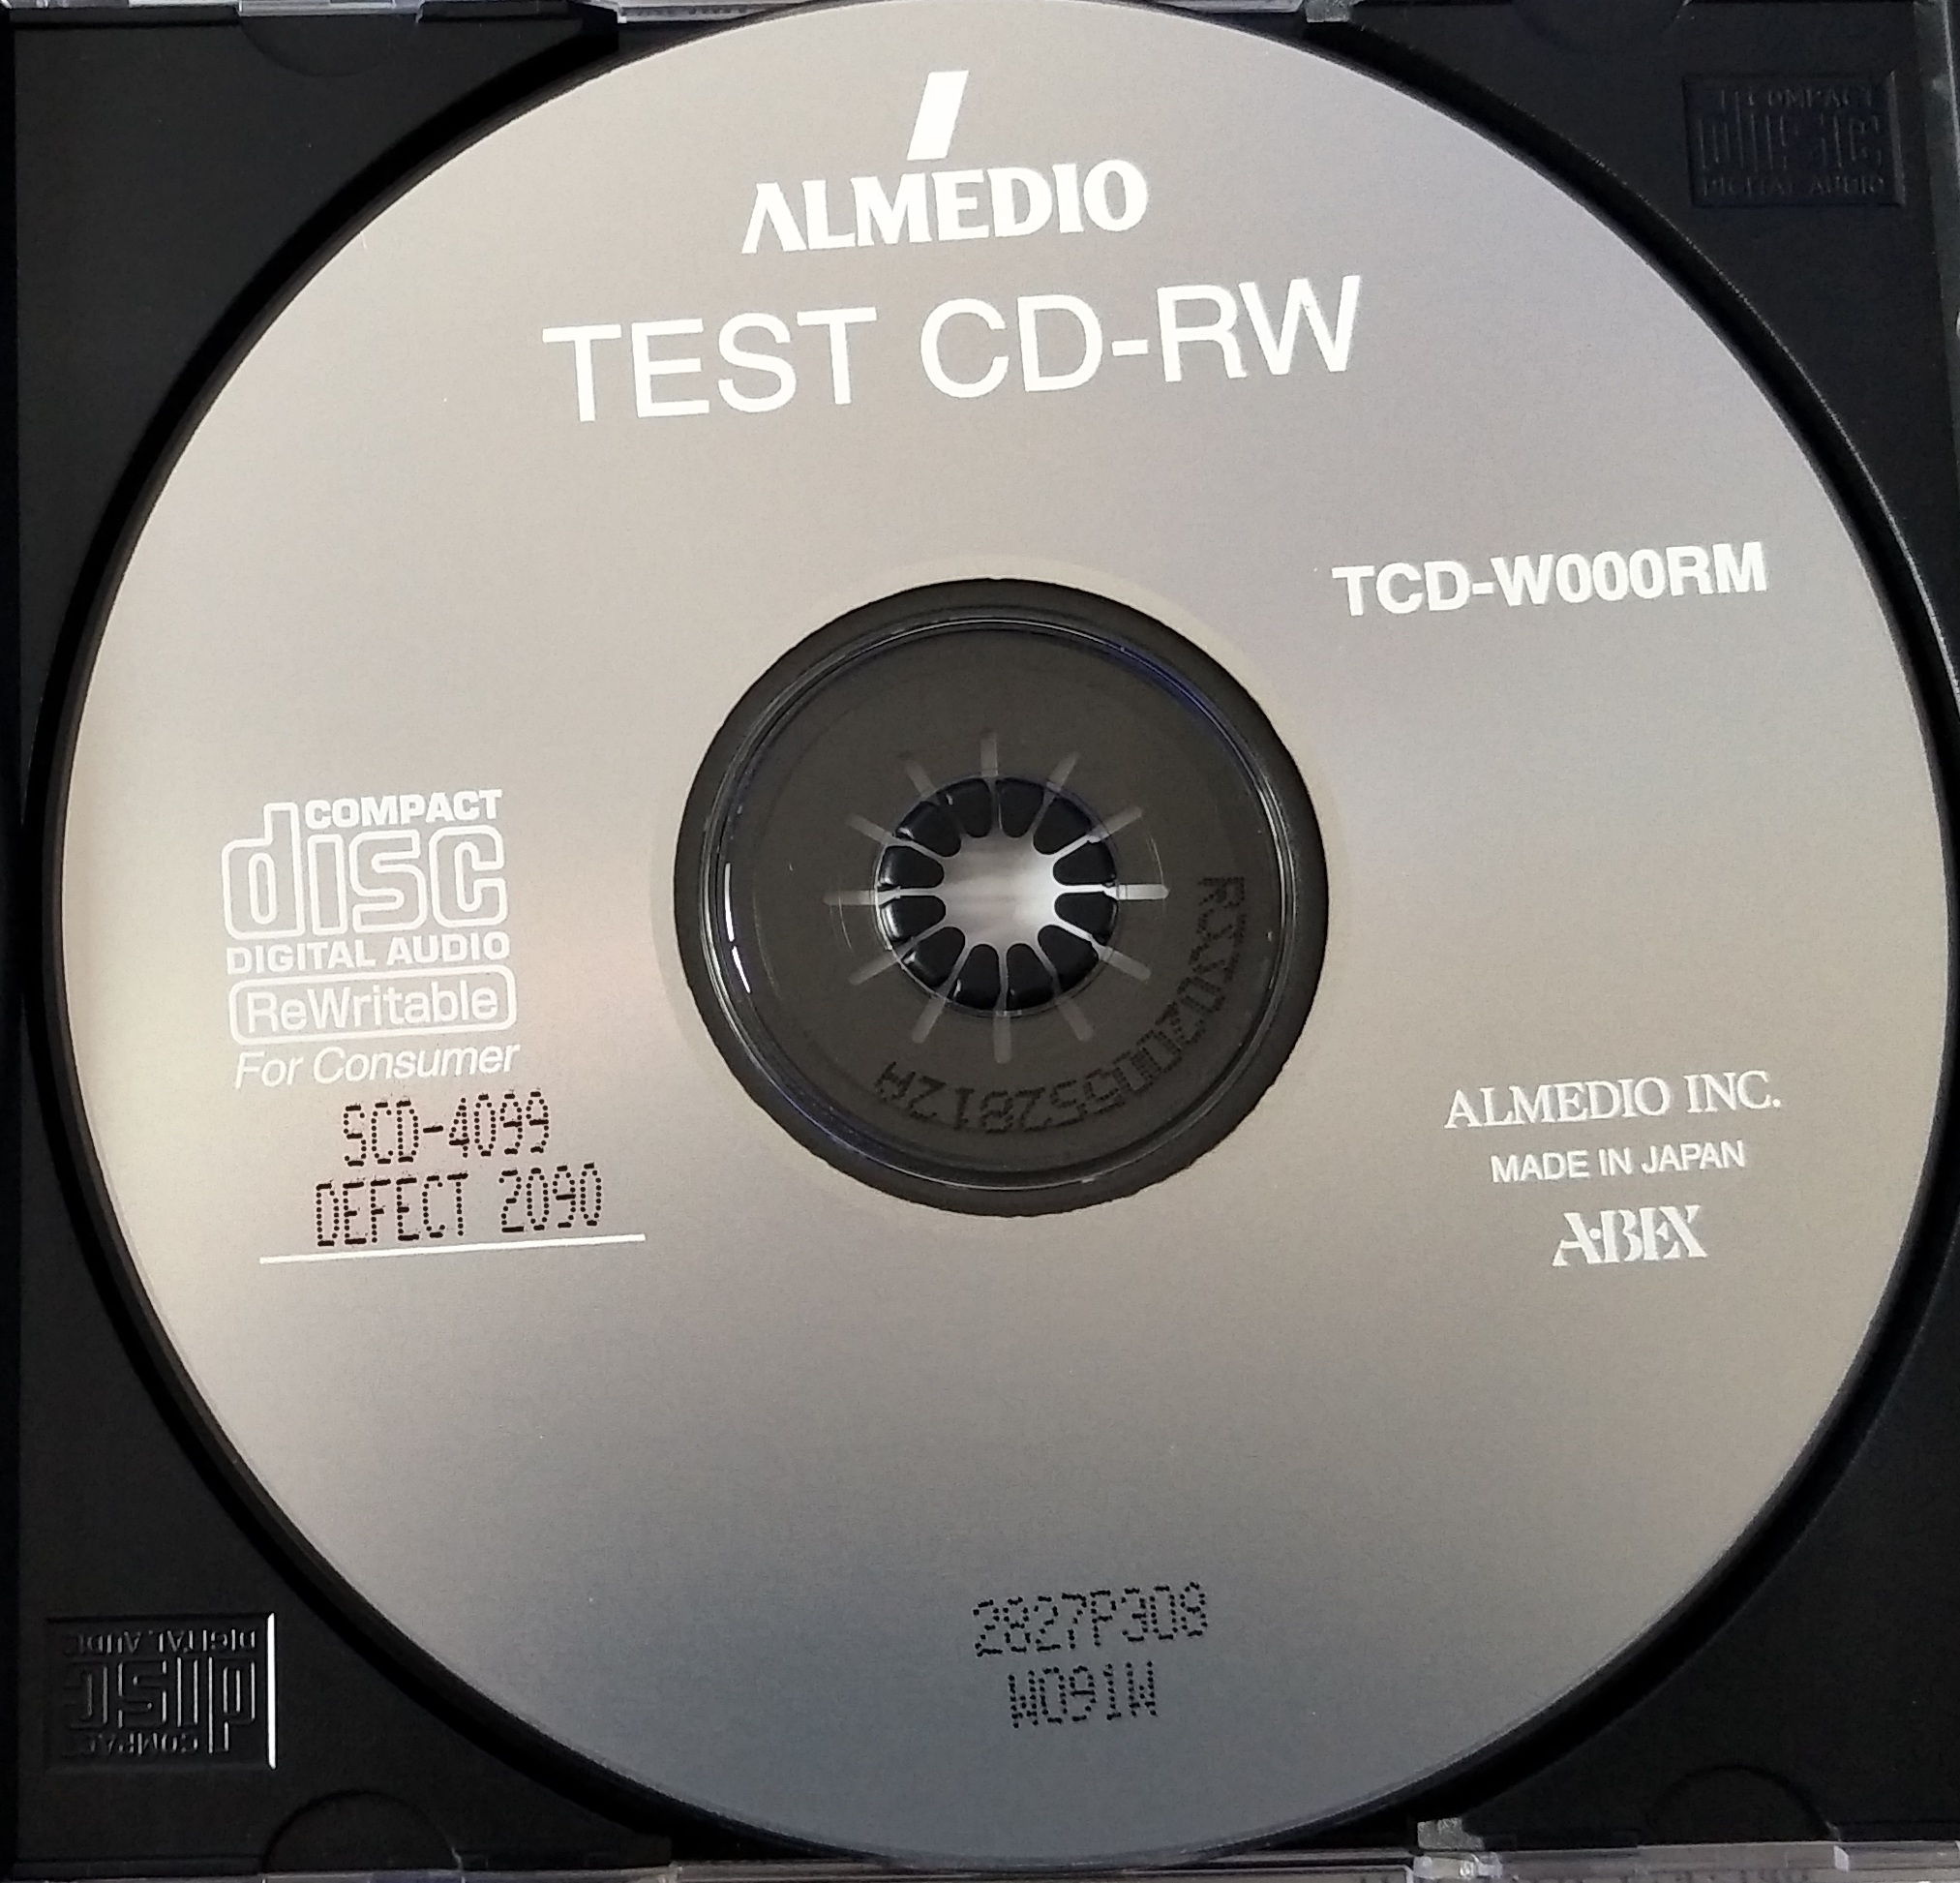 COMPACT
disc
DIGITAL AUDIO
ALMEDIO
TEST CD-RW
TCD-W000RM
COMPACT
disc
DIGITAL AUDIO
ReWritable
For Consumer
SCD-4099
DEFECT 2090
ALMEDIO INC.
MADE IN JAPAN
A·BEX
2827P308
W091W
COMPACT
disc
DIGITAL AUDIO